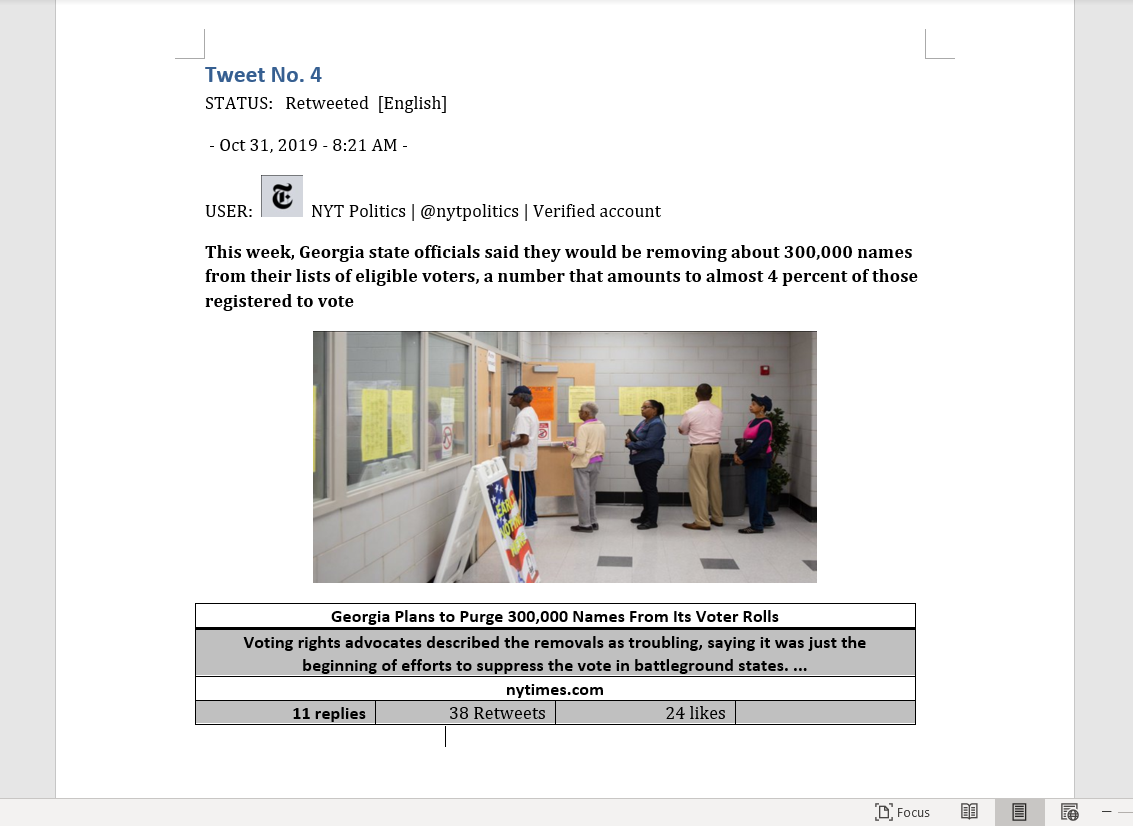 Tweet No. 4
STATUS: Retweeted [English]
- Oct 31, 2019 - 8:21 AM -
USER: NYT Politics | @nytpolitics | Verified account
This week, Georgia state officials said they would be removing about 300,000 names
from their lists of eligible voters, a number that amounts to almost 4 percent of those
registered to vote
EARLY
VOTING
Georgia Plans to Purge 300,000 Names From Its Voter Rolls
Voting rights advocates described the removals as troubling, saying it was just the
beginning of efforts to suppress the vote in battleground states. ...
nytimes.com
11 replies 38 Retweets 24 likes
Focus